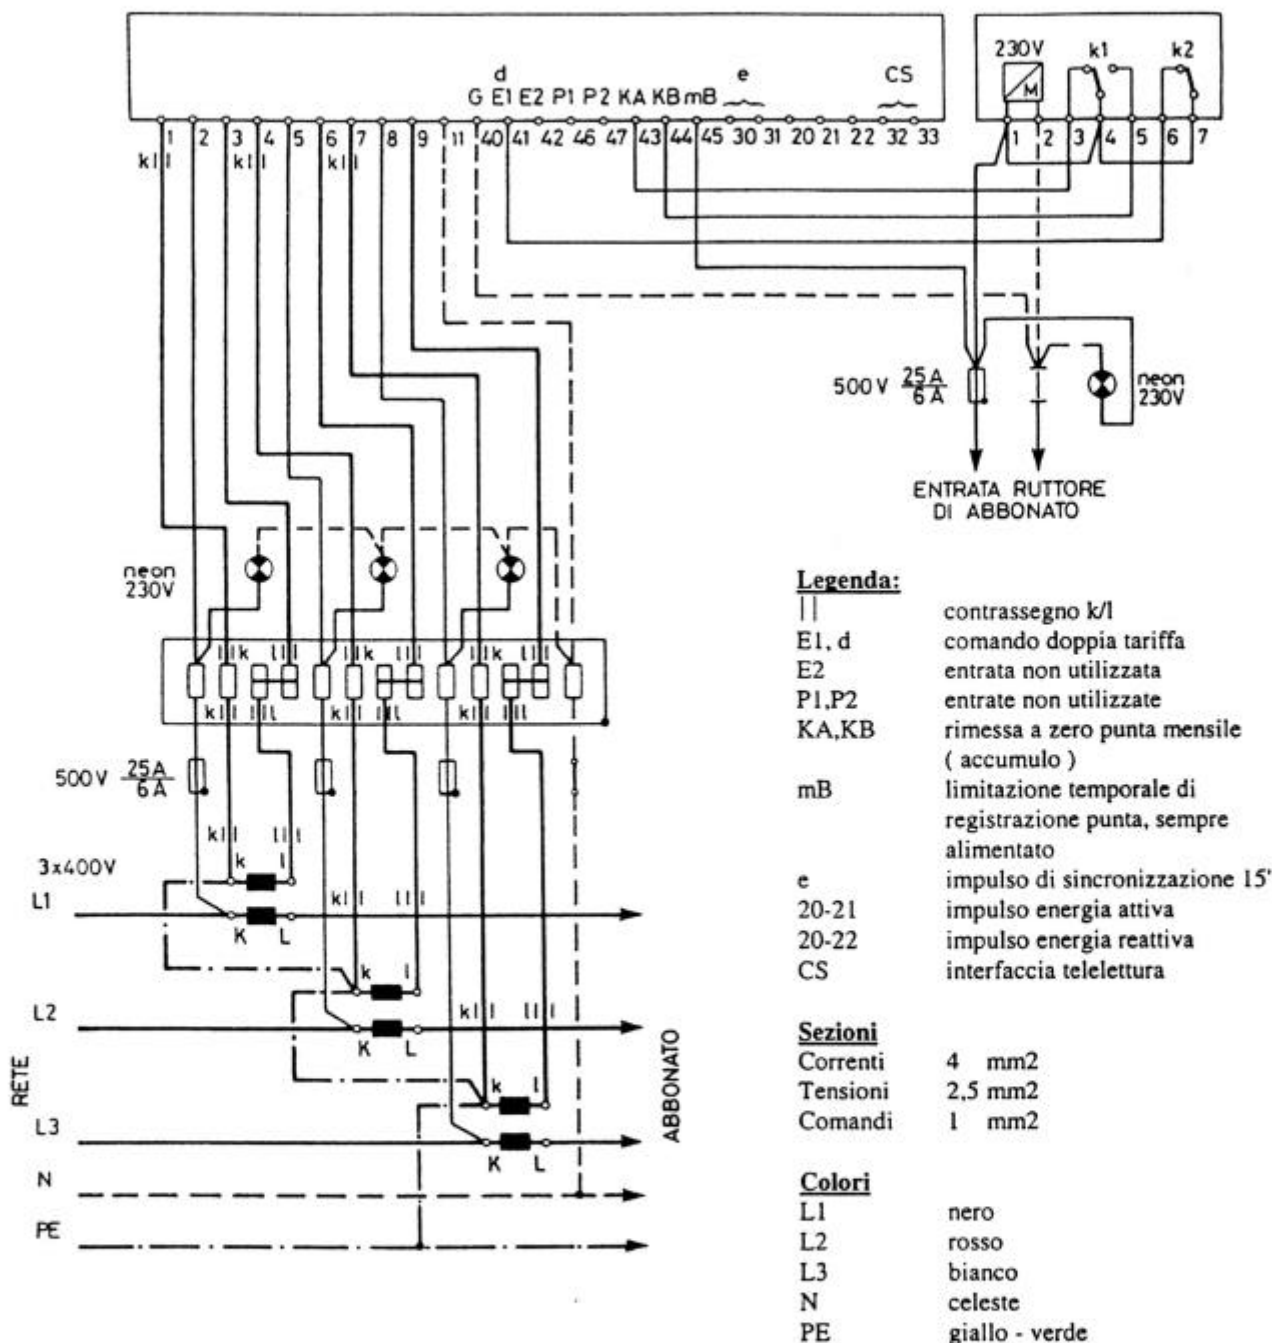 230V k1 k2
M
d e CS
G E1 E2 P1 P2 KA KB mB
1 2 3 4 5 6 7 8 9 11 40 41 42 46 47 43 44 45 30 31 20 21 22 32 33
1 2 3 4 5 6 7
k l l k l l k l l
500V 25A/6A
neon
230V
ENTRATA RUTTORE
DI ABBONATO
neon
230V
l l k l l l l l k l l l l l k l l l
k l l l l l k l l l l l k l l l l l
500V 25A/6A
k l l l l l
3x400V
k l
L1
K L
k l l l l l
k l
L2
K L
k l l l l l
k l
L3
K L
N
PE
RETE
ABBONATO
Legenda:
| | contrassegno k/l
E1, d comando doppia tariffa
E2 entrata non utilizzata
P1,P2 entrate non utilizzate
KA,KB rimessa a zero punta mensile
( accumulo )
mB limitazione temporale di
registrazione punta, sempre
alimentato
e impulso di sincronizzazione 15'
20-21 impulso energia attiva
20-22 impulso energia reattiva
CS interfaccia telelettura
Sezioni
Correnti 4 mm2
Tensioni 2,5 mm2
Comandi 1 mm2
Colori
L1 nero
L2 rosso
L3 bianco
N celeste
PE giallo - verde